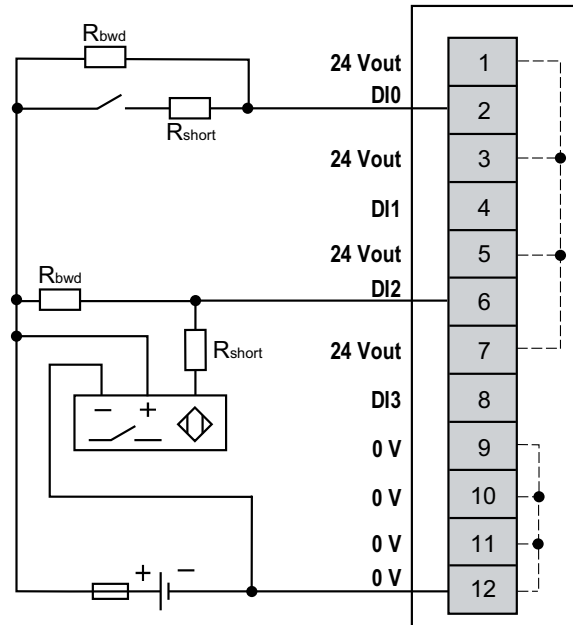 Rbwd
24 Vout 1
DI0 2
Rshort
24 Vout 3
DI1 4
24 Vout 5
Rbwd
DI2 6
Rshort
24 Vout 7
− +
DI3 8
0 V 9
0 V 10
0 V 11
+ −
0 V 12